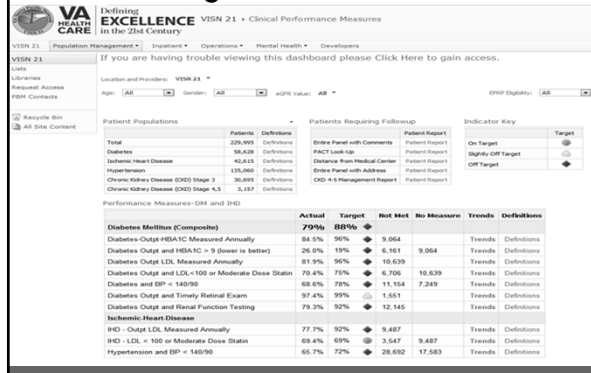 VA HEALTH CARE
Defining
EXCELLENCE
in the 21st Century
VISN 21 • Clinical Performance Measures
VISN 21 Population Management Inpatient Operations Mental Health Developers
VISN 21
Lists
Libraries
Request Access
PBM Contacts
Recycle Bin
All Site Content
If you are having trouble viewing this dashboard please Click Here to gain access.
Location and Providers: VISN 21
Age: All Gender: All eGFR Value: All EPRP Eligibility: All
Patient Populations
Patients Definitions
Total 229,995 Definitions
Diabetes 58,628 Definitions
Ischemic Heart Disease 42,615 Definitions
Hypertension 135,060 Definitions
Chronic Kidney Disease (CKD) Stage 3 30,695 Definitions
Chronic Kidney Disease (CKD) Stage 4,5 3,157 Definitions
Patients Requiring Followup
Patient Report
Entire Panel with Comments Patient Report
PACT Look-Up Patient Report
Distance from Medical Center Patient Report
Entire Panel with Address Patient Report
CKD 4-5 Management Report Patient Report
Indicator Key
Target
On Target
Slightly Off Target
Off Target
Performance Measures-DM and IHD
Actual Target Not Met No Measure Trends Definitions
Diabetes Mellitus (Composite) 79% 88%
Diabetes-Outpt-HBA1C Measured Annually 84.5% 96% 9,064 Trends Definitions
Diabetes Outpt and HBA1C > 9 (lower is better) 26.0% 19% 6,161 9,064 Trends Definitions
Diabetes Outpt LDL Measured Annually 81.9% 96% 10,639 Trends Definitions
Diabetes Outpt and LDL<100 or Moderate Dose Statin 70.4% 75% 6,706 10,639 Trends Definitions
Diabetes and BP < 140/90 68.6% 78% 11,154 7,249 Trends Definitions
Diabetes Outpt and Timely Retinal Exam 97.4% 99% 1,551 Trends Definitions
Diabetes Outpt and Renal Function Testing 79.3% 92% 12,145 Trends Definitions
Ischemic-Heart-Disease
IHD - Outpt LDL Measured Annually 77.7% 92% 9,487 Trends Definitions
IHD - LDL < 100 or Moderate Dose Statin 69.4% 69% 3,547 9,487 Trends Definitions
Hypertension and BP < 140/90 65.7% 72% 28,692 17,583 Trends Definitions